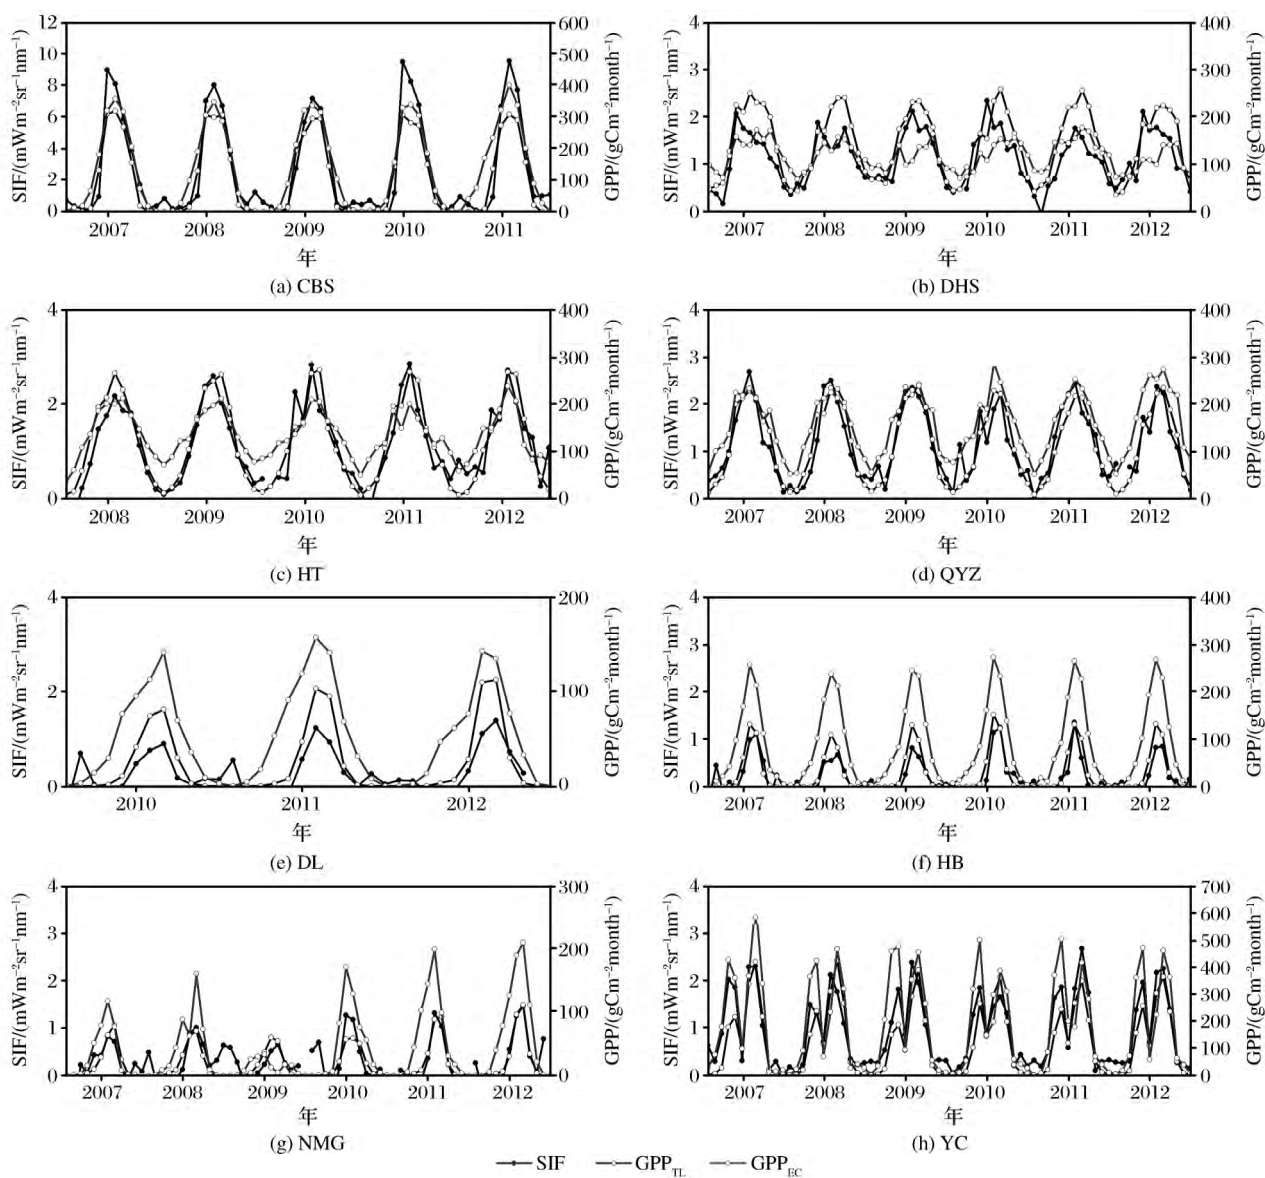 SIF/(mWm⁻²sr⁻¹nm⁻¹)
12
10
8
6
4
2
0
600
500
400
300
200
100
0
GPP/(gCm⁻²month⁻¹)
2007 2008 2009 2010 2011
年
(a) CBS
SIF/(mWm⁻²sr⁻¹nm⁻¹)
4
3
2
1
0
400
300
200
100
0
GPP/(gCm⁻²month⁻¹)
2007 2008 2009 2010 2011 2012
年
(b) DHS
SIF/(mWm⁻²sr⁻¹nm⁻¹)
4
2
0
400
300
200
100
0
GPP/(gCm⁻²month⁻¹)
2008 2009 2010 2011 2012
年
(c) HT
SIF/(mWm⁻²sr⁻¹nm⁻¹)
4
3
2
1
0
400
300
200
100
0
GPP/(gCm⁻²month⁻¹)
2007 2008 2009 2010 2011 2012
年
(d) QYZ
SIF/(mWm⁻²sr⁻¹nm⁻¹)
4
2
0
200
100
0
GPP/(gCm⁻²month⁻¹)
2010 2011 2012
年
(e) DL
SIF/(mWm⁻²sr⁻¹nm⁻¹)
4
3
2
1
0
400
300
200
100
0
GPP/(gCm⁻²month⁻¹)
2007 2008 2009 2010 2011 2012
年
(f) HB
SIF/(mWm⁻²sr⁻¹nm⁻¹)
4
3
2
1
0
300
200
100
0
GPP/(gCm⁻²month⁻¹)
2007 2008 2009 2010 2011 2012
年
(g) NMG
SIF/(mWm⁻²sr⁻¹nm⁻¹)
4
3
2
1
0
700
600
500
400
300
200
100
0
GPP/(gCm⁻²month⁻¹)
2007 2008 2009 2010 2011 2012
年
(h) YC
SIF GPP_TL GPP_EC